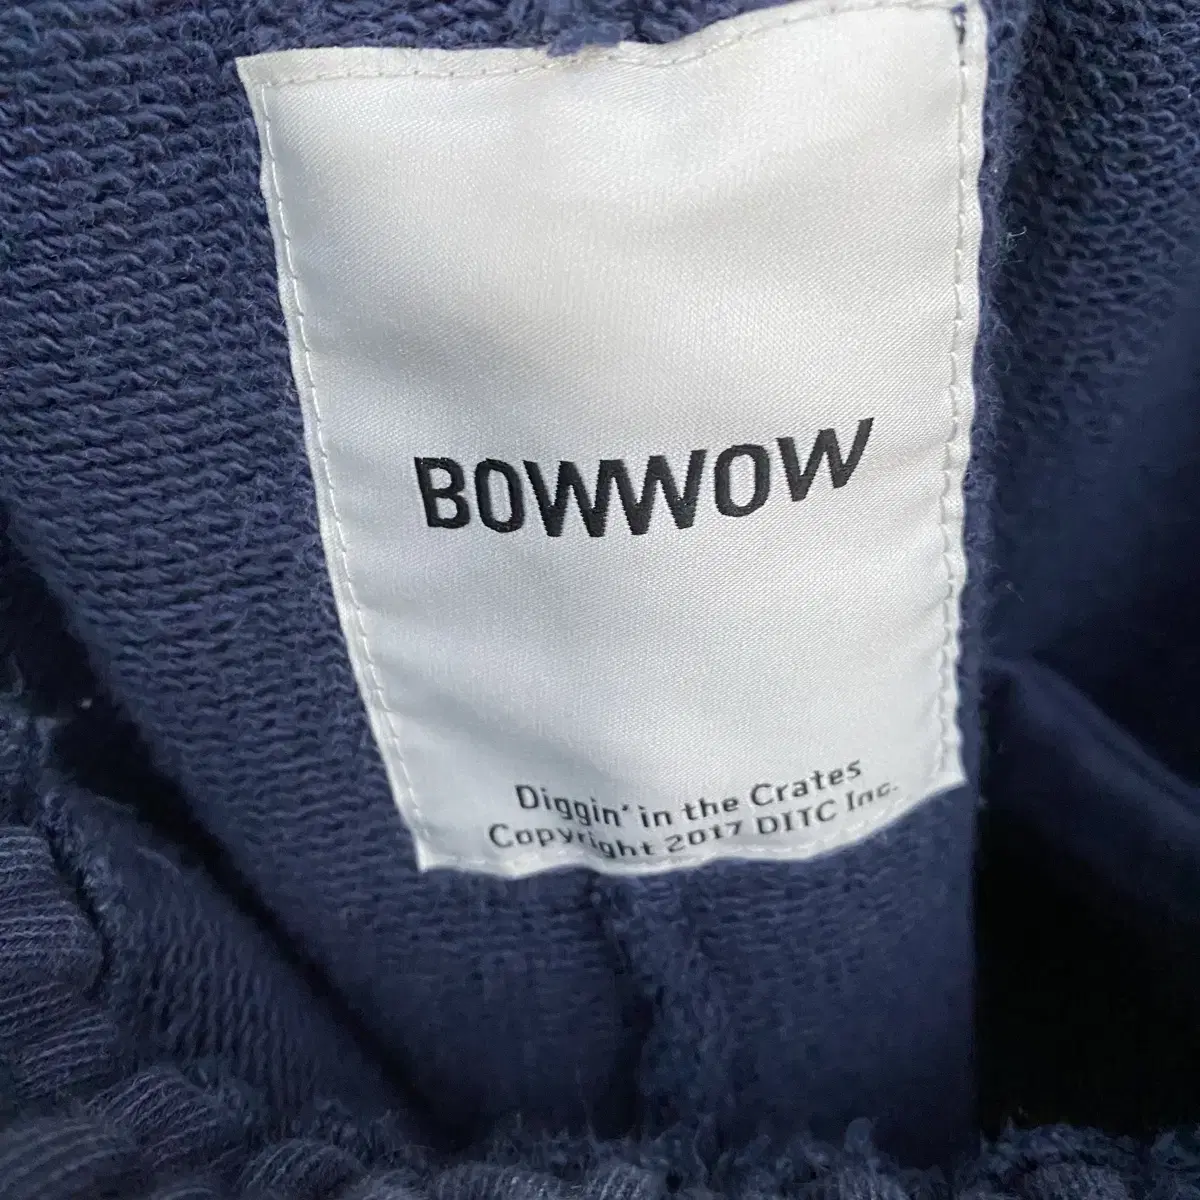 BOWWOW
Diggin' in the Crates
Copyright 2017 DITC Inc.